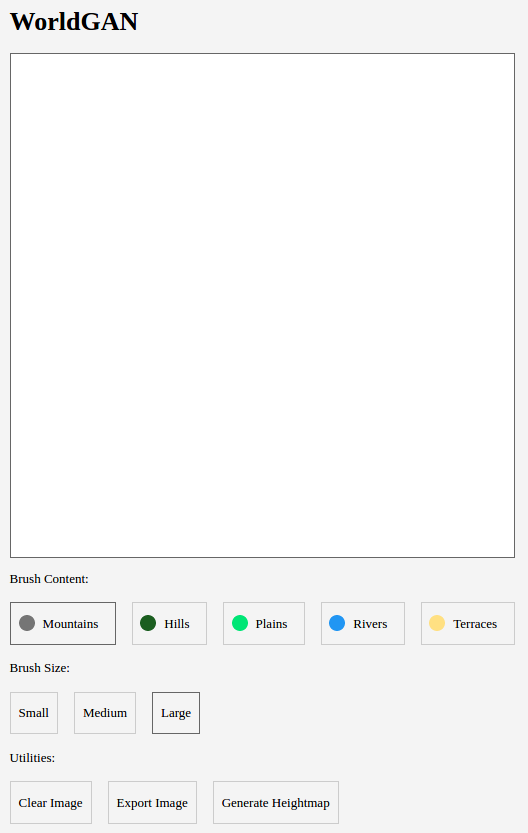 WorldGAN
Brush Content:
Mountains Hills Plains Rivers Terraces
Brush Size:
Small Medium Large
Utilities:
Clear Image Export Image Generate Heightmap